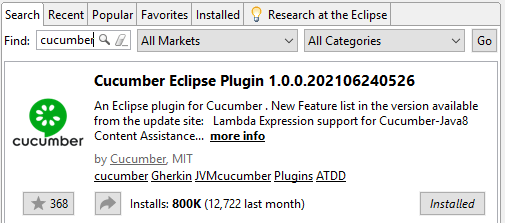 Search Recent Popular Favorites Installed Research at the Eclipse
Find: cucumber All Markets All Categories Go
Cucumber Eclipse Plugin 1.0.0.202106240526
An Eclipse plugin for Cucumber . New Feature list in the version available
from the update site: Lambda Expression support for Cucumber-Java8
Content Assistance... more info
cucumber
by Cucumber, MIT
cucumber Gherkin JVMcucumber Plugins ATDD
368 Installs: 800K (12,722 last month) Installed